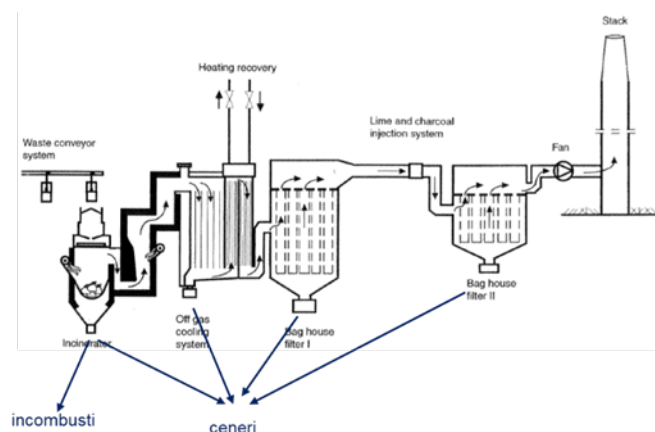 Stack
Heating recovery
Lime and charcoal
injection system
Fan
Waste conveyor
system
Bag house
filter II
Off gas
cooling
system
Bag house
filter I
Incinerator
incombusti
ceneri